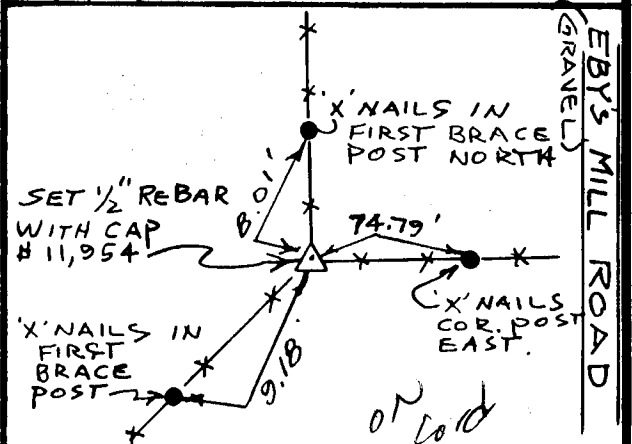 EBY'S MILL ROAD
(GRAVEL)
'X' NAILS IN
FIRST BRACE
POST NORTH
8.01'
SET 1/2" REBAR
WITH CAP
# 11,954
74.79'
'X' NAILS
COR. POST
EAST.
'X' NAILS IN
FIRST
BRACE
POST
9.18